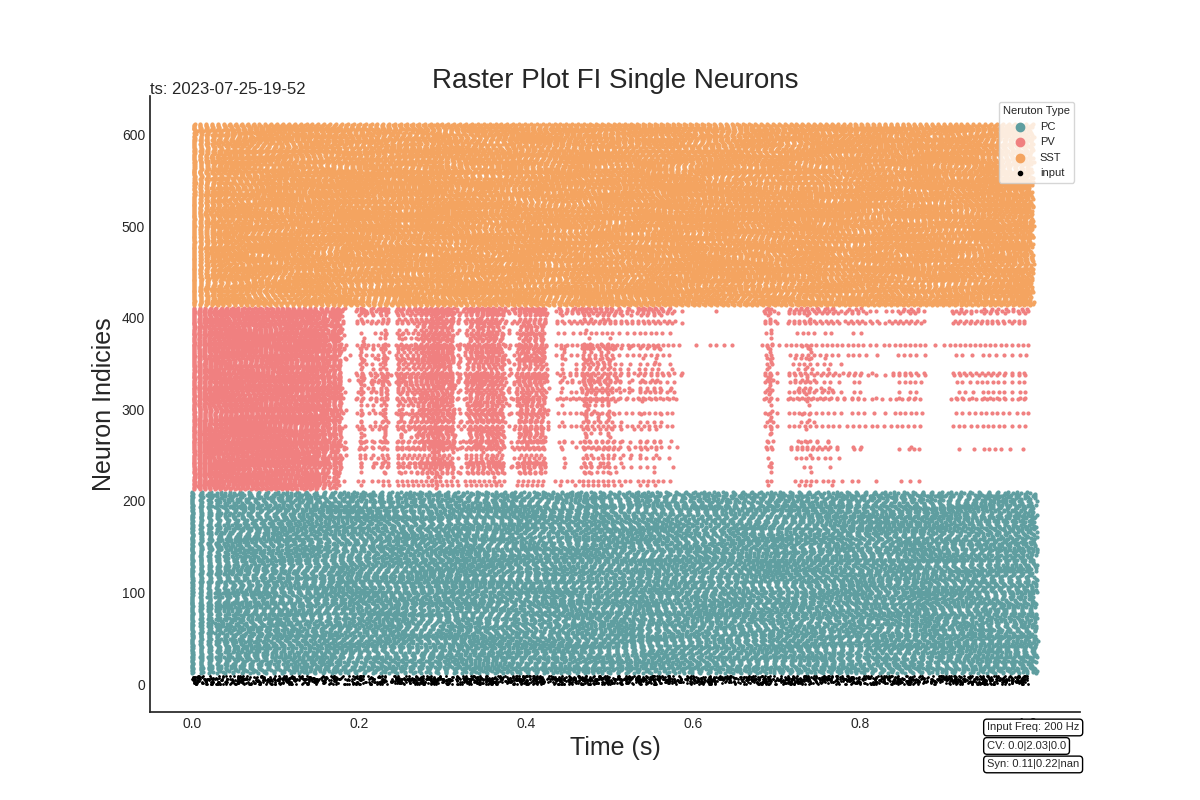 Raster Plot FI Single Neurons
ts: 2023-07-25-19-52
Neruton Type
PC
PV
SST
input
Neuron Indicies
600
500
400
300
200
100
0
0.0 0.2 0.4 0.6 0.8
Time (s)
Input Freq: 200 Hz
CV: 0.0|2.03|0.0
Syn: 0.11|0.22|nan